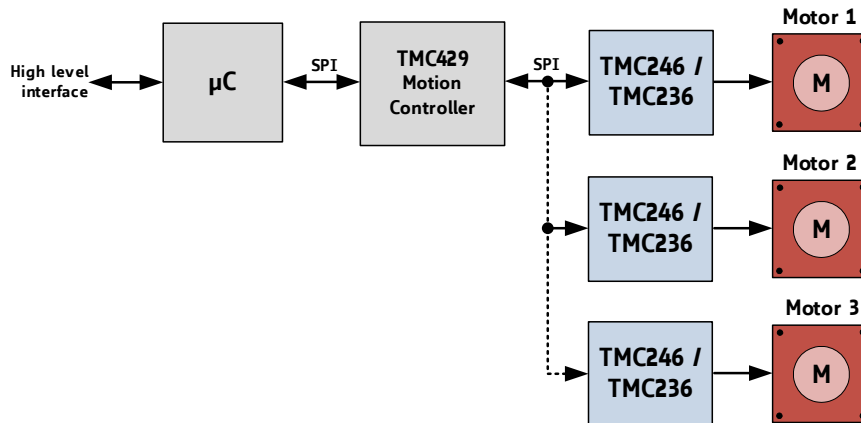 High level
interface
µC
SPI
TMC429
Motion
Controller
SPI
TMC246 /
TMC236
Motor 1
M
TMC246 /
TMC236
Motor 2
M
TMC246 /
TMC236
Motor 3
M